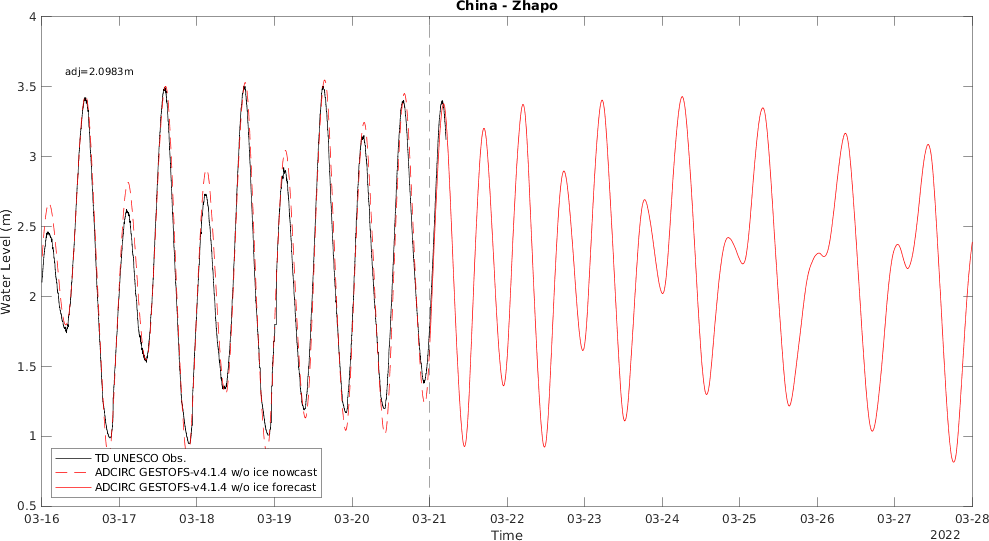 China - Zhapo
adj=2.0983m
Water Level (m)
4
3.5
3
2.5
2
1.5
1
0.5
TD UNESCO Obs.
ADCIRC GESTOFS-v4.1.4 w/o ice nowcast
ADCIRC GESTOFS-v4.1.4 w/o ice forecast
03-16 03-17 03-18 03-19 03-20 03-21 03-22 03-23 03-24 03-25 03-26 03-27 03-28
Time
2022